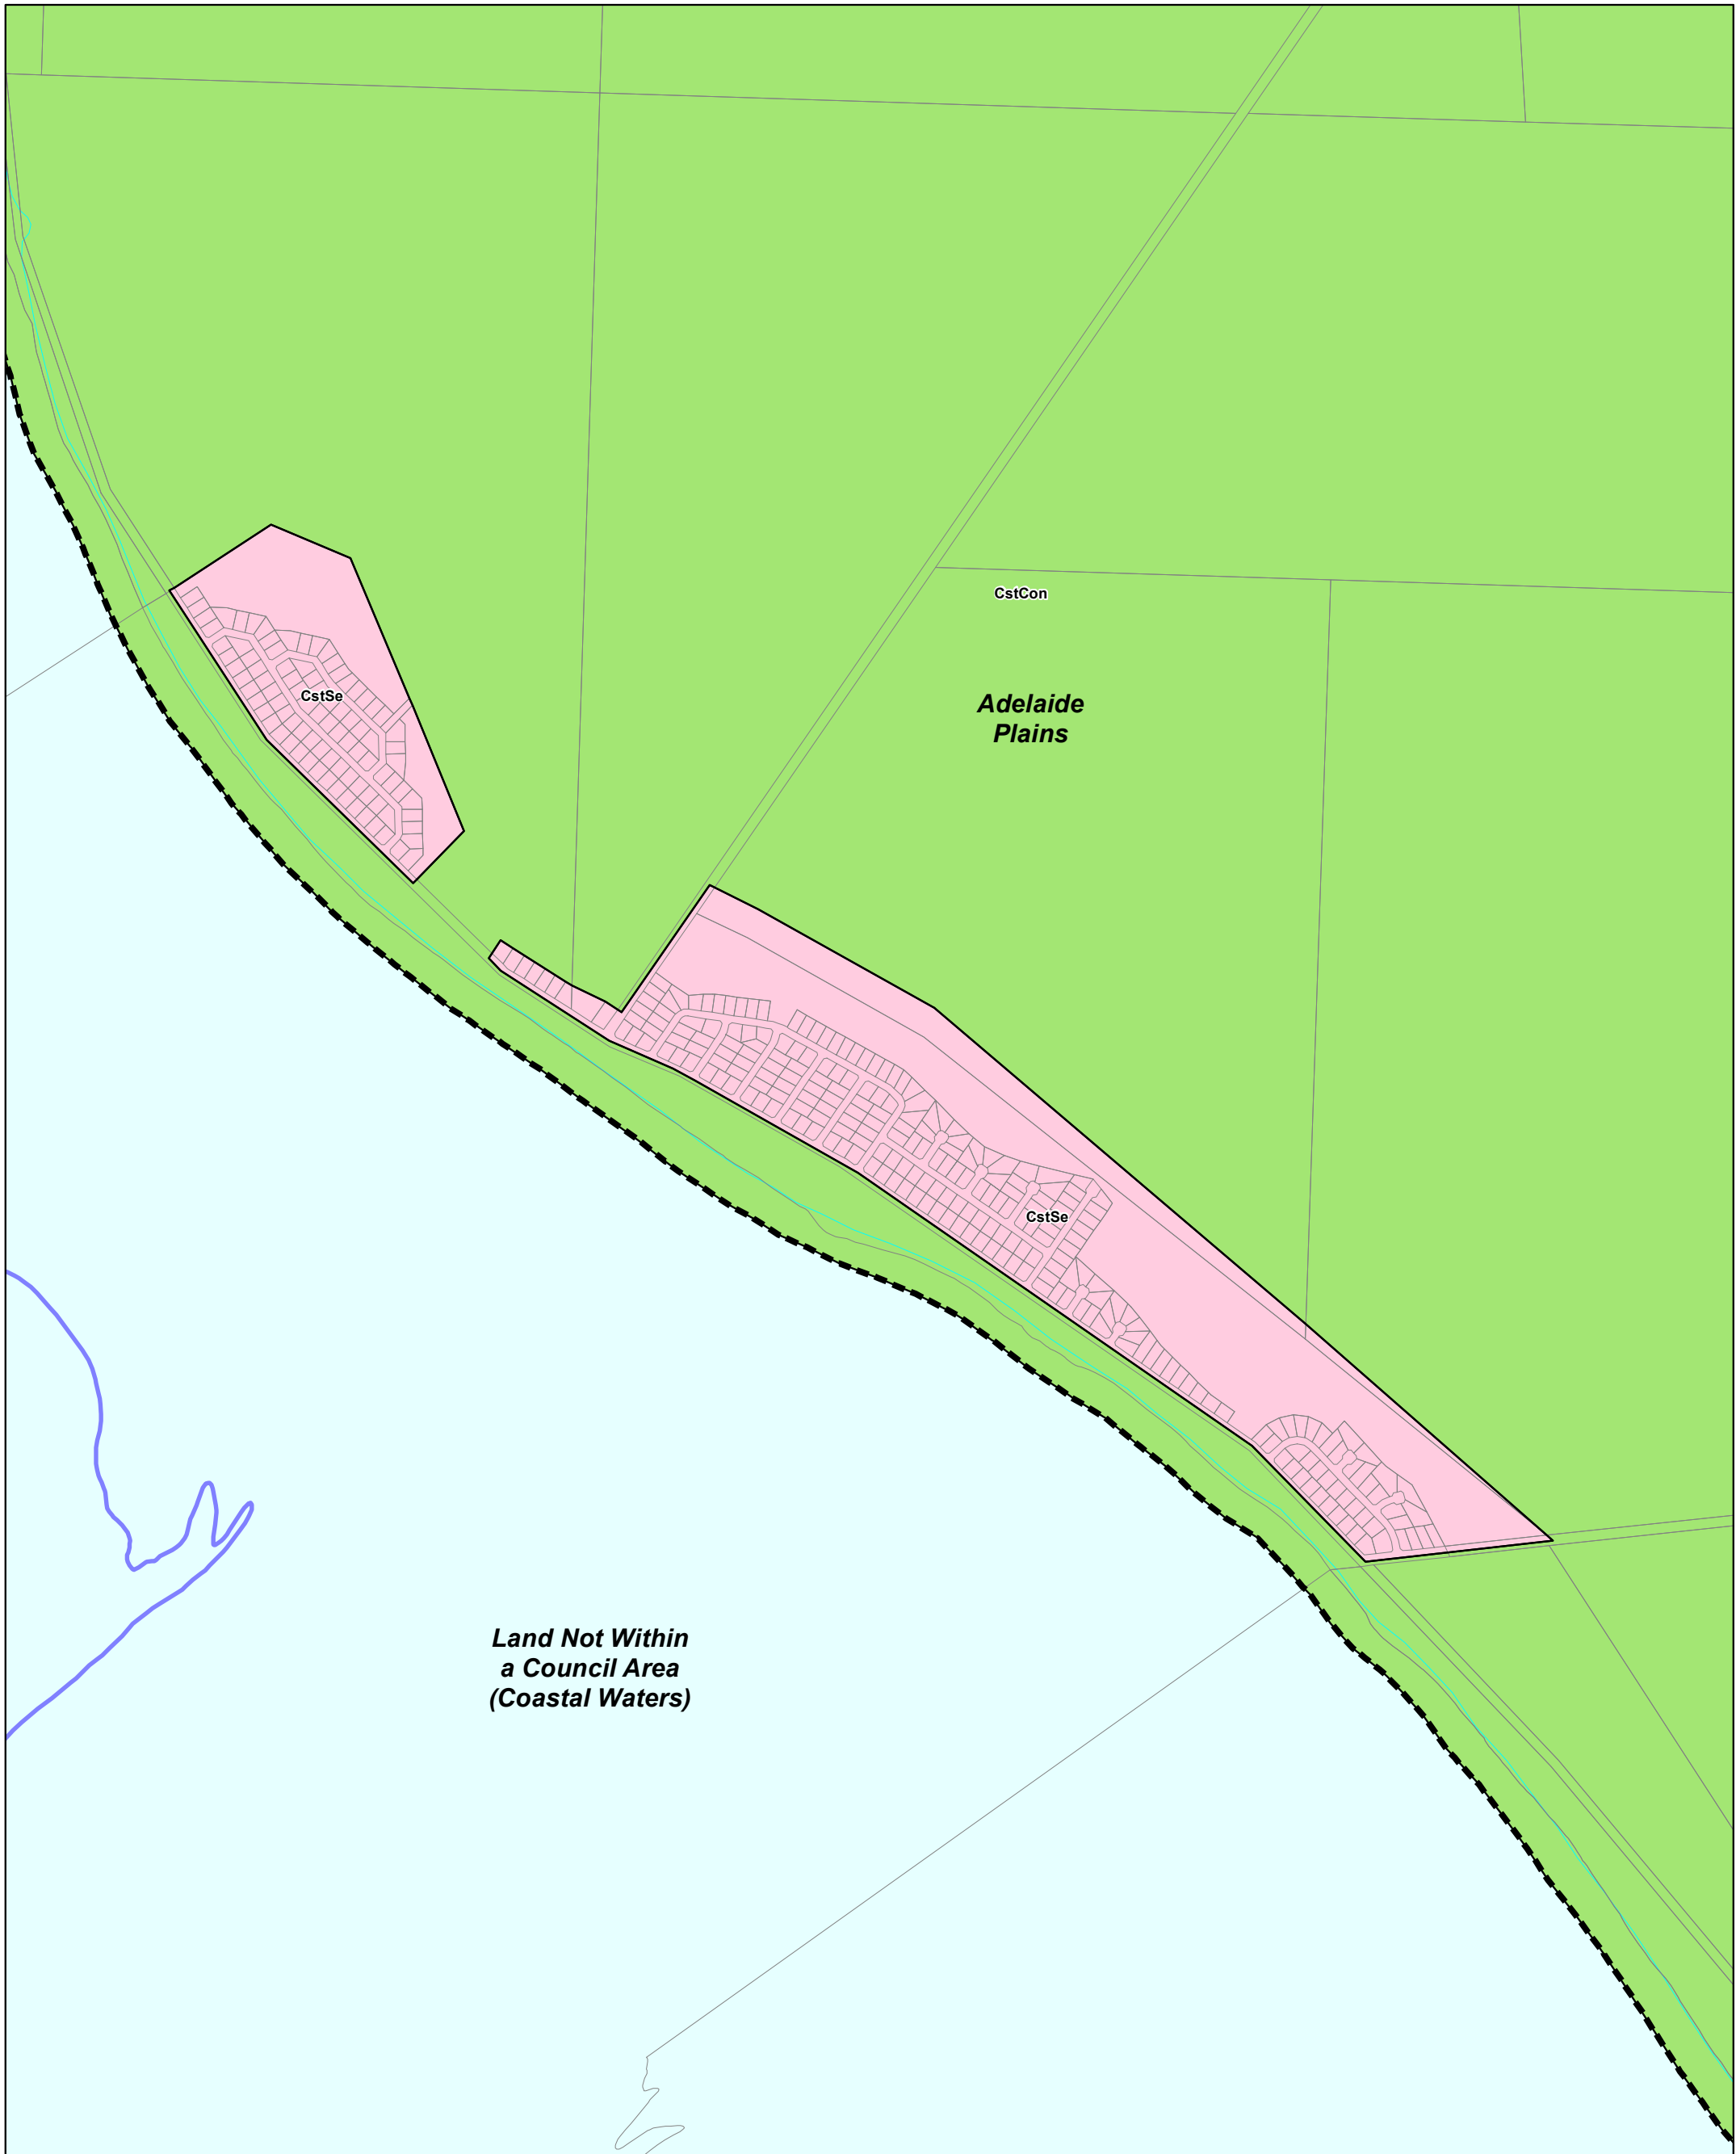 CstCon
CstSe
Adelaide
Plains
CstSe
Land Not Within
a Council Area
(Coastal Waters)